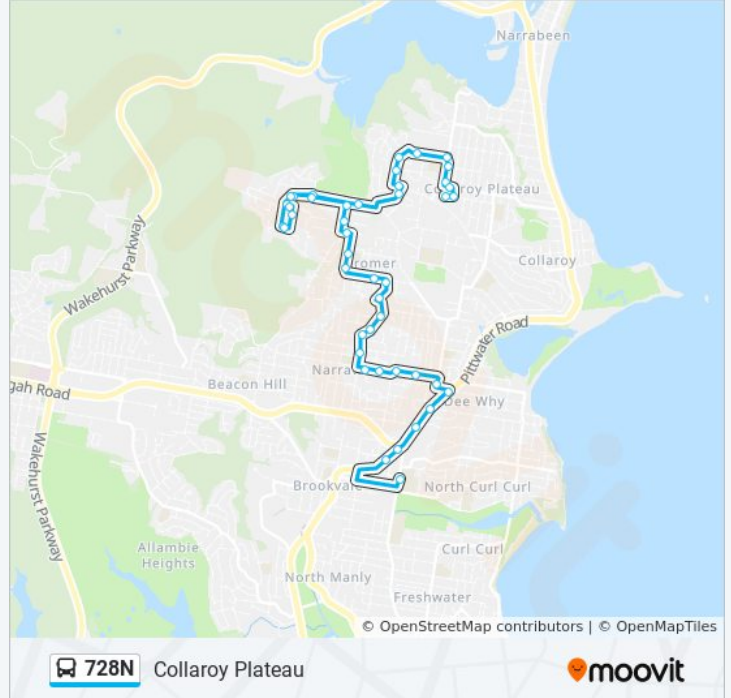 Narrabeen
Collaroy Plateau
Wakehurst Parkway
Cromer
Collaroy
Pittwater Road
Narra
Beacon Hill
gah Road
Dee Why
Wakehurst Parkway
Brookvale
North Curl Curl
Allambie
Heights
Curl Curl
North Manly
Freshwater
© OpenStreetMap contributors | © OpenMapTiles
728N Collaroy Plateau
moovit